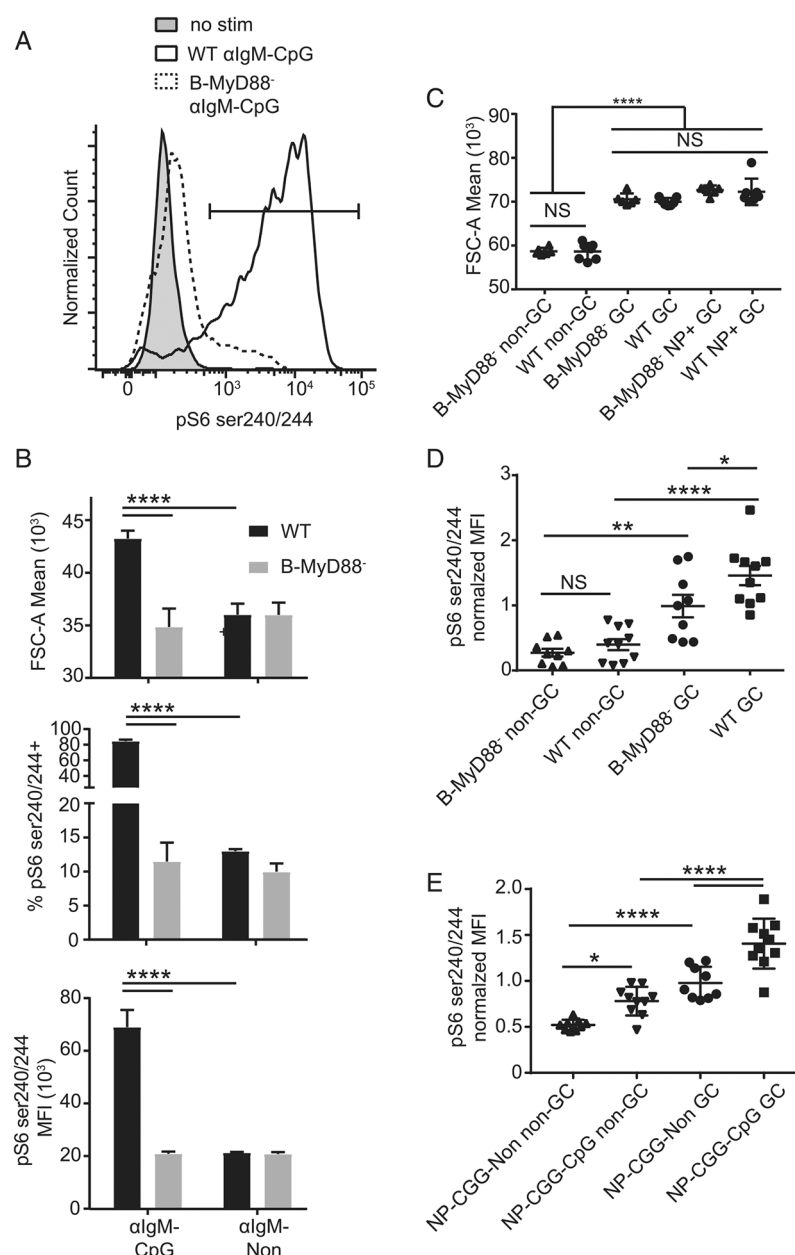 A
no stim
WT αIgM-CpG
B-MyD88-
αIgM-CpG
Normalized Count
0
10³
10⁴
10⁵
pS6 ser240/244
B
****
WT
B-MyD88-
FSC-A Mean (10³)
45
40
35
30
****
% pS6 ser240/244+
100
80
60
40
20
15
10
5
0
****
pS6 ser240/244
MFI (10³)
80
60
40
20
0
αIgM-
CpG
αIgM-
Non
C
****
NS
NS
FSC-A Mean (10³)
90
80
70
60
50
B-MyD88- non-GC
WT non-GC
B-MyD88- GC
WT GC
B-MyD88- NP+ GC
WT NP+ GC
D
*
****
**
NS
pS6 ser240/244
normalzed MFI
3
2
1
0
B-MyD88- non-GC
WT non-GC
B-MyD88- GC
WT GC
E
****
****
*
pS6 ser240/244
normalzed MFI
2.0
1.5
1.0
0.5
0
NP-CGG-Non non-GC
NP-CGG-CpG non-GC
NP-CGG-Non GC
NP-CGG-CpG GC